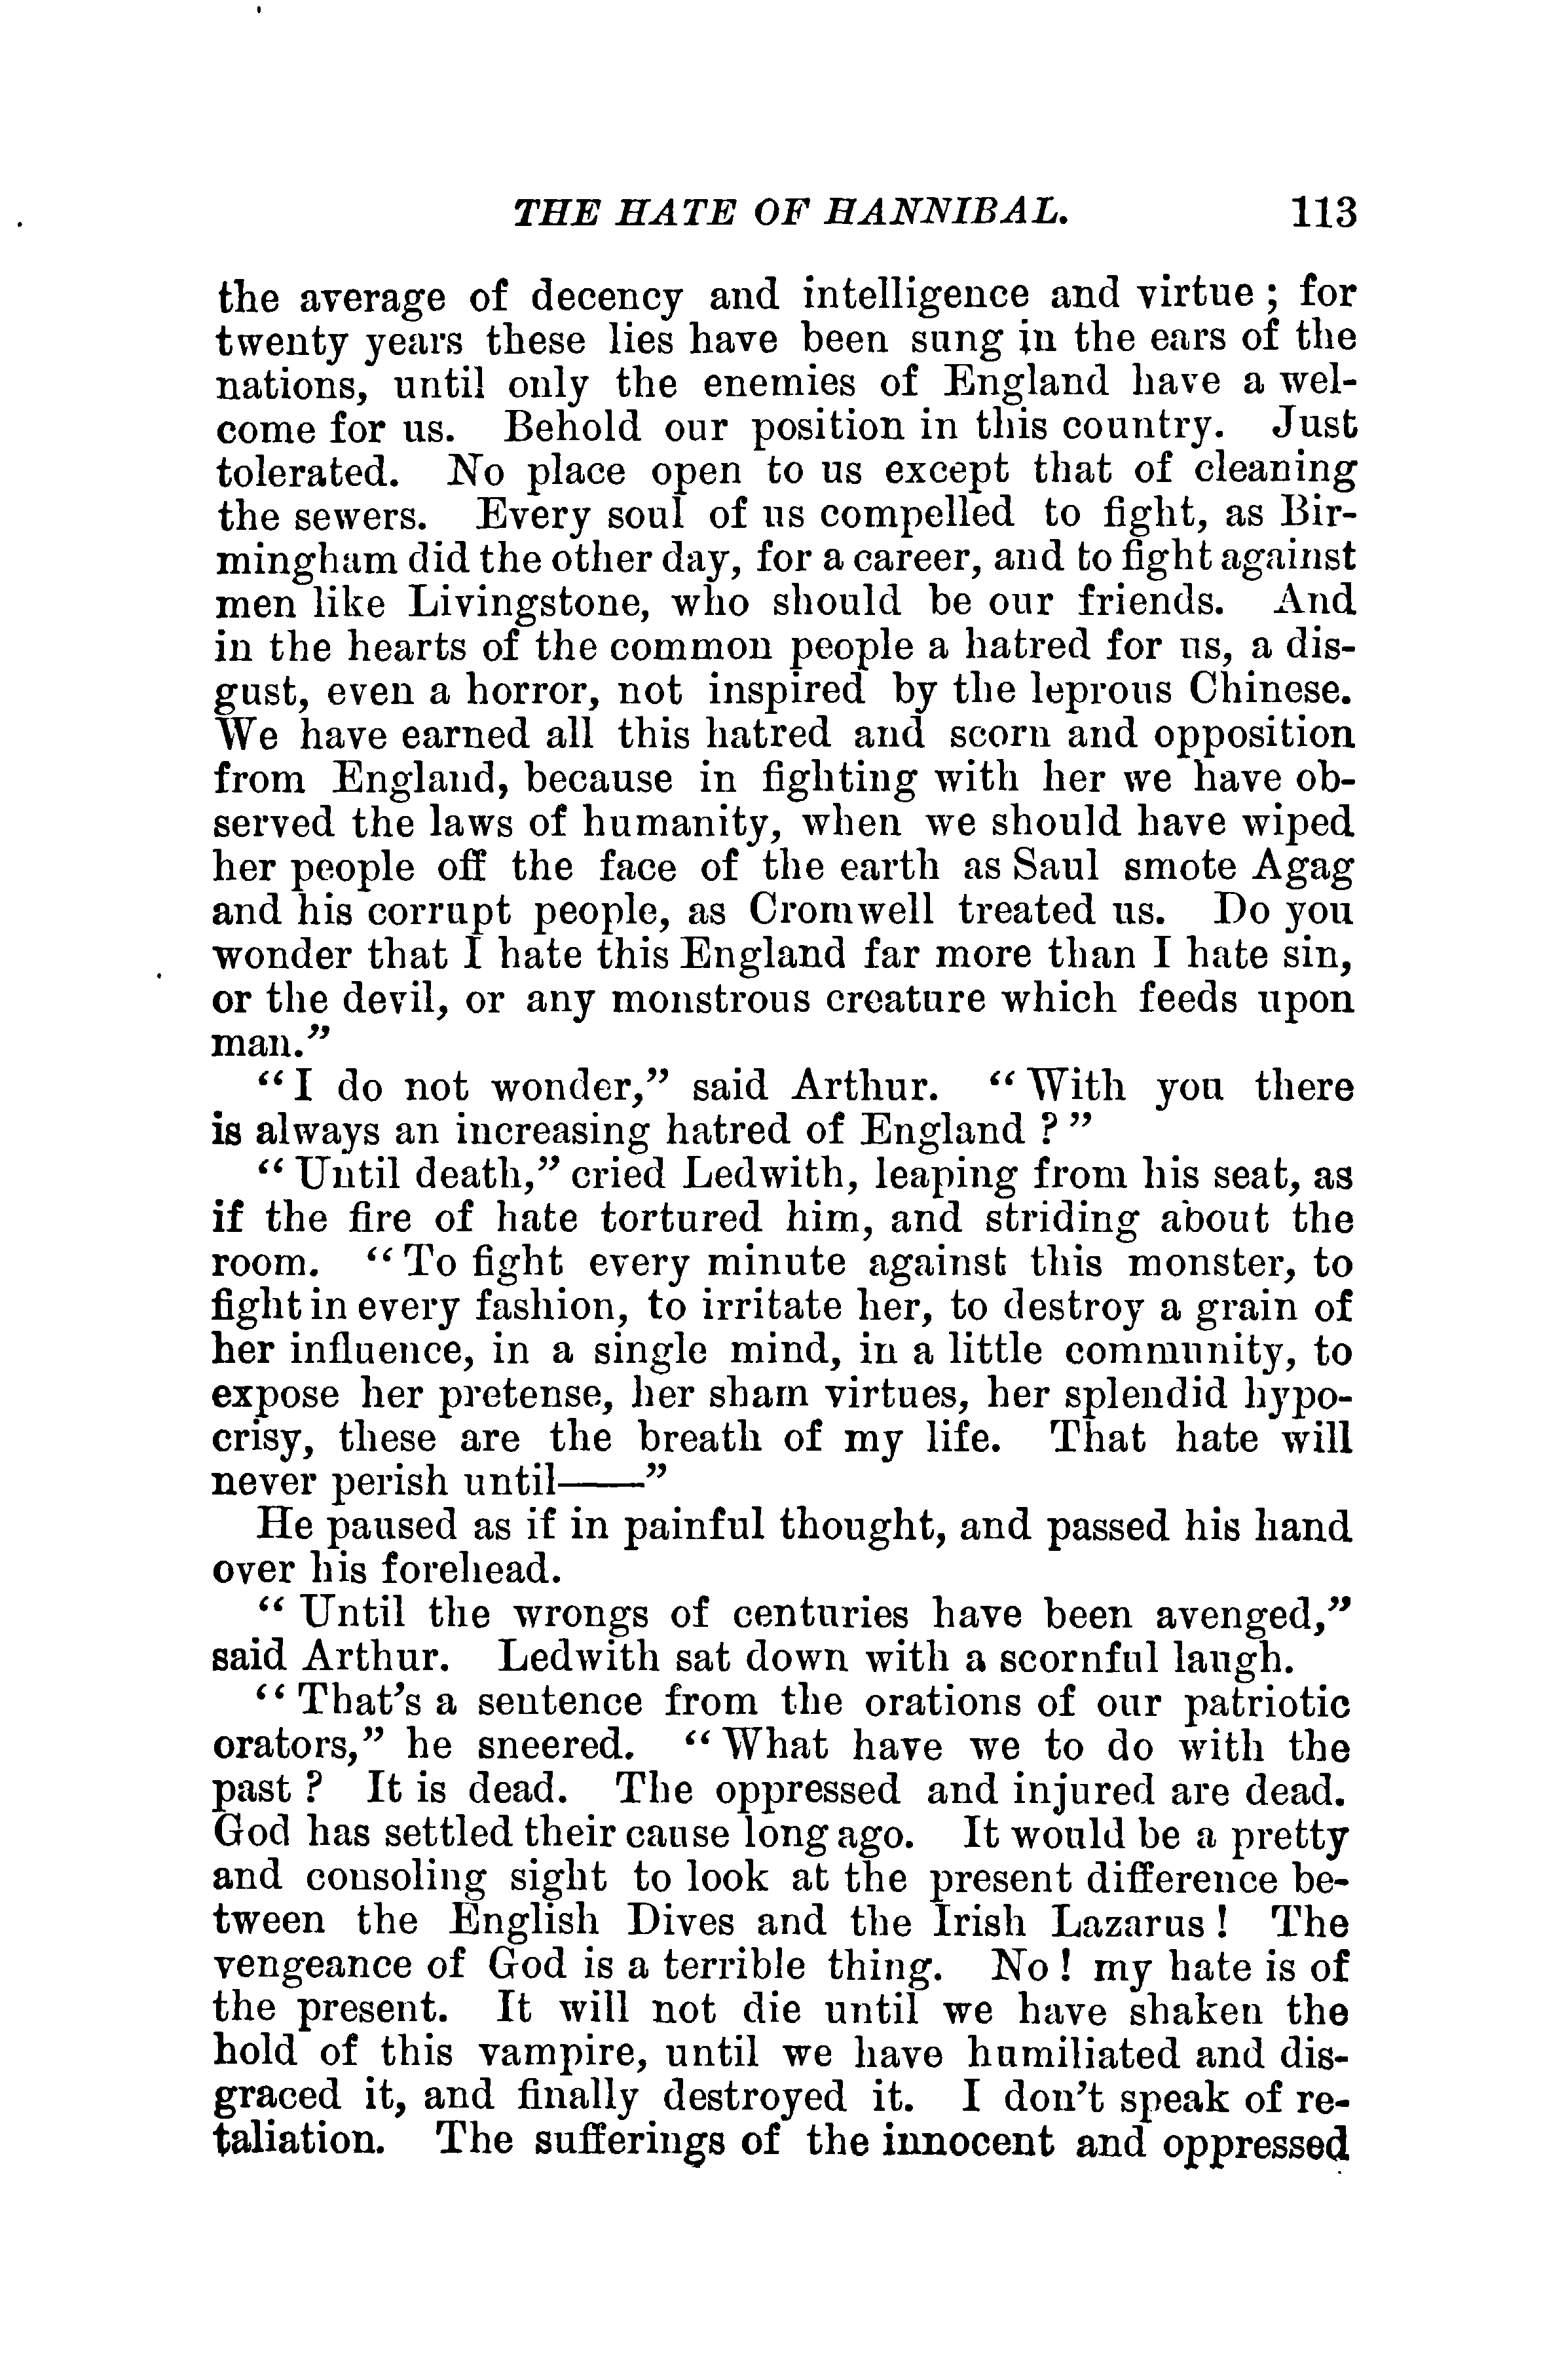 THE HATE OF HANNIBAL. 113
the average of decency and intelligence and virtue ; for
twenty years these lies have been sung in the ears of the
nations, until only the enemies of England have a wel-
come for us. Behold our position in this country. Just
tolerated. No place open to us except that of cleaning
the sewers. Every soul of us compelled to fight, as Bir-
mingham did the other day, for a career, and to fight against
men like Livingstone, who should be our friends. And
in the hearts of the common people a hatred for us, a dis-
gust, even a horror, not inspired by the leprous Chinese.
We have earned all this hatred and scorn and opposition
from England, because in fighting with her we have ob-
served the laws of humanity, when we should have wiped
her people off the face of the earth as Saul smote Agag
and his corrupt people, as Cromwell treated us. Do you
wonder that I hate this England far more than I hate sin,
or the devil, or any monstrous creature which feeds upon
man.”
“ I do not wonder,” said Arthur. “ With you there
is always an increasing hatred of England ? ”
“ Until death,” cried Ledwith, leaping from his seat, as
if the fire of hate tortured him, and striding about the
room. “ To fight every minute against this monster, to
fight in every fashion, to irritate her, to destroy a grain of
her influence, in a single mind, in a little community, to
expose her pretense, her sham virtues, her splendid hypo-
crisy, these are the breath of my life. That hate will
never perish until——”
He paused as if in painful thought, and passed his hand
over his forehead.
“ Until the wrongs of centuries have been avenged,”
said Arthur. Ledwith sat down with a scornful laugh.
“ That’s a sentence from the orations of our patriotic
orators,” he sneered. “ What have we to do with the
past ? It is dead. The oppressed and injured are dead.
God has settled their cause long ago. It would be a pretty
and consoling sight to look at the present difference be-
tween the English Dives and the Irish Lazarus ! The
vengeance of God is a terrible thing. No ! my hate is of
the present. It will not die until we have shaken the
hold of this vampire, until we have humiliated and dis-
graced it, and finally destroyed it. I don’t speak of re-
taliation. The sufferings of the innocent and oppressed